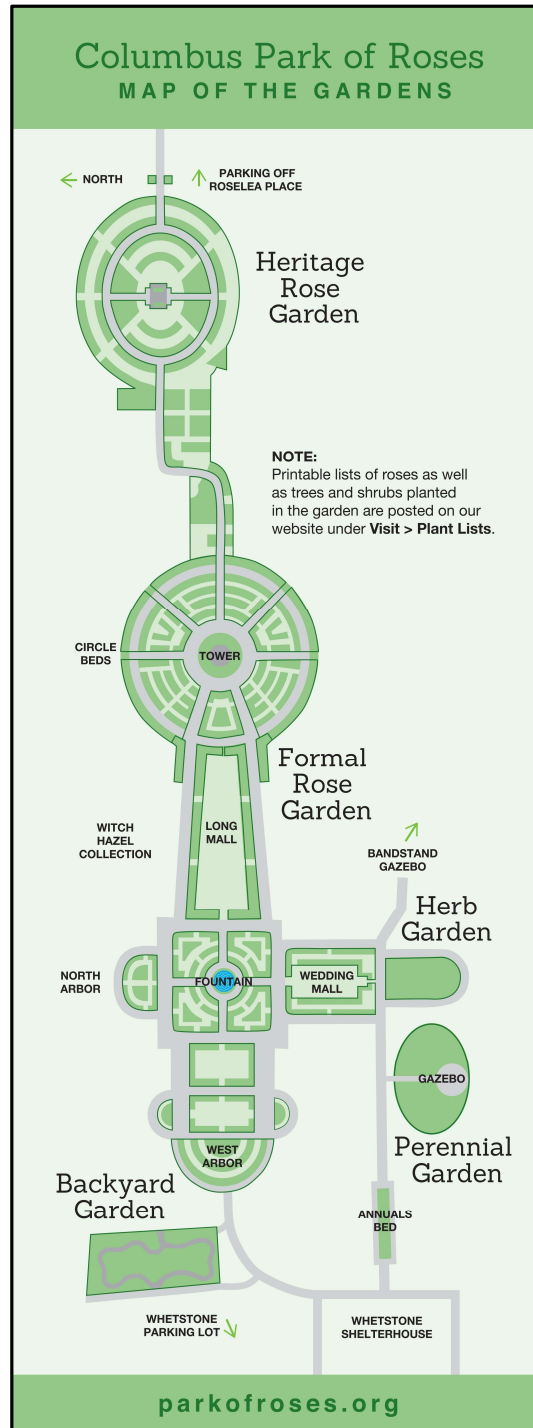 Columbus Park of Roses
MAP OF THE GARDENS
NORTH
PARKING OFF
ROSELEA PLACE
Heritage
Rose
Garden
NOTE:
Printable lists of roses as well
as trees and shrubs planted
in the garden are posted on our
website under Visit > Plant Lists.
CIRCLE
BEDS
TOWER
Formal
Rose
Garden
WITCH
HAZEL
COLLECTION
LONG
MALL
BANDSTAND
GAZEBO
Herb
Garden
NORTH
ARBOR
FOUNTAIN
WEDDING
MALL
GAZEBO
Perennial
Garden
WEST
ARBOR
Backyard
Garden
ANNUALS
BED
WHETSTONE
PARKING LOT
WHETSTONE
SHELTERHOUSE
parkofroses.org